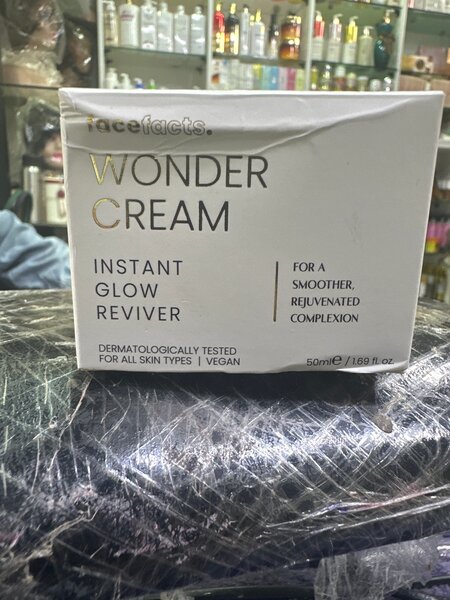 facefacts.
WONDER
CREAM
INSTANT
GLOW
REVIVER
FOR A
SMOOTHER,
REJUVENATED
COMPLEXION
DERMATOLOGICALLY TESTED
FOR ALL SKIN TYPES | VEGAN
50ml℮ / 1.69 fl. oz.